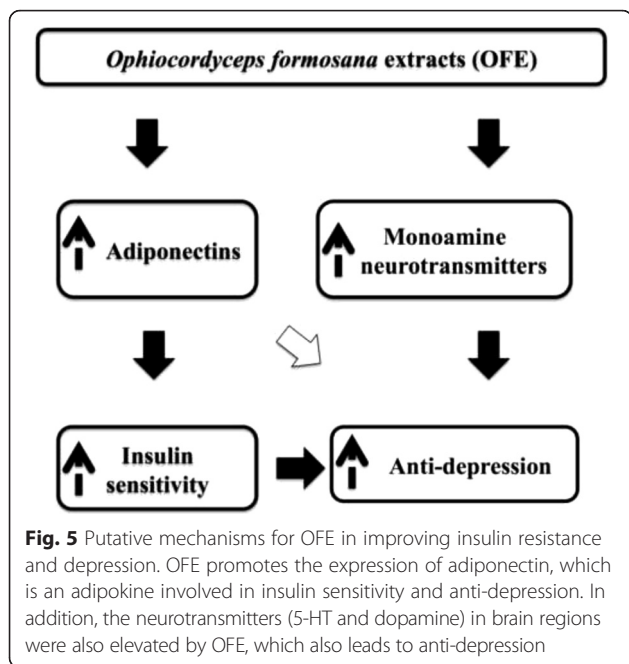 Ophiocordyceps formosana extracts (OFE)
Adiponectins
Monoamine
neurotransmitters
Insulin
sensitivity
Anti-depression
Fig. 5 Putative mechanisms for OFE in improving insulin resistance
and depression. OFE promotes the expression of adiponectin, which
is an adipokine involved in insulin sensitivity and anti-depression. In
addition, the neurotransmitters (5-HT and dopamine) in brain regions
were also elevated by OFE, which also leads to anti-depression